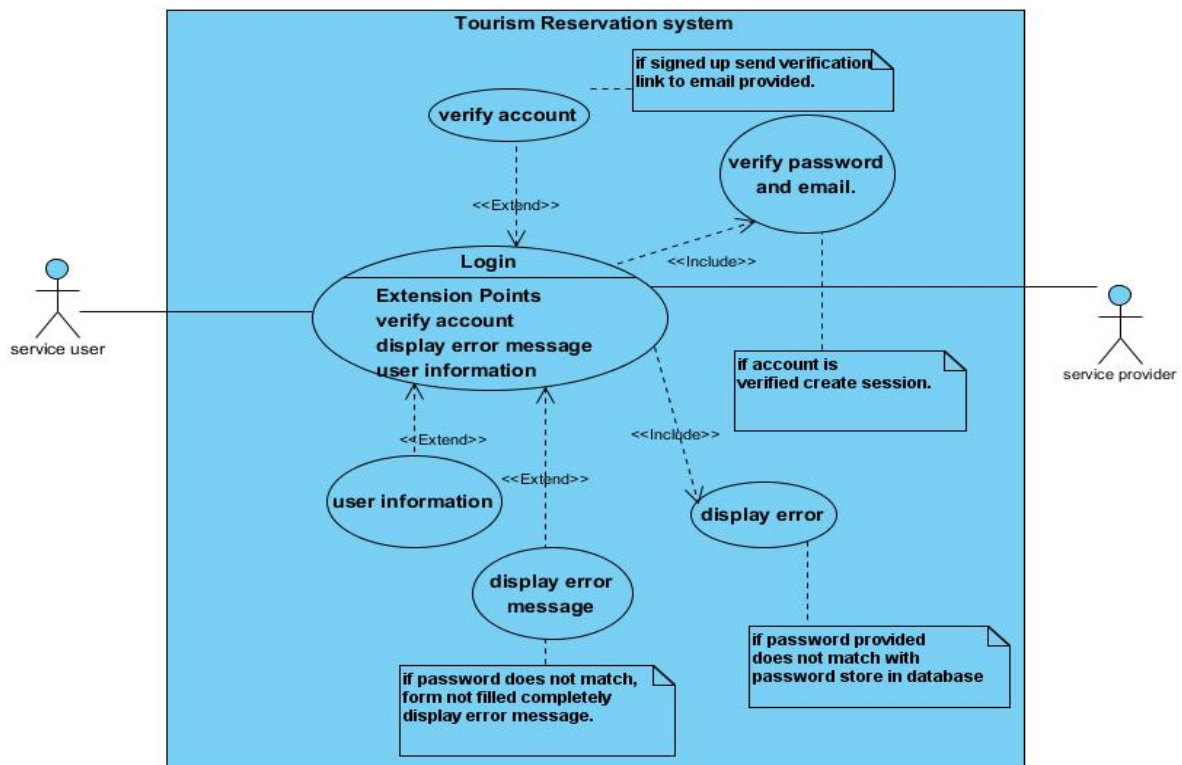 Tourism Reservation system
if signed up send verification
link to email provided.
verify account
verify password
and email.
<<Extend>>
<<Include>>
Login
Extension Points
verify account
display error message
user information
service user
service provider
if account is
verified create session.
<<Extend>>
<<Include>>
<<Extend>>
user information
display error
display error
message
if password provided
does not match with
password store in database
if password does not match,
form not filled completely
display error message.